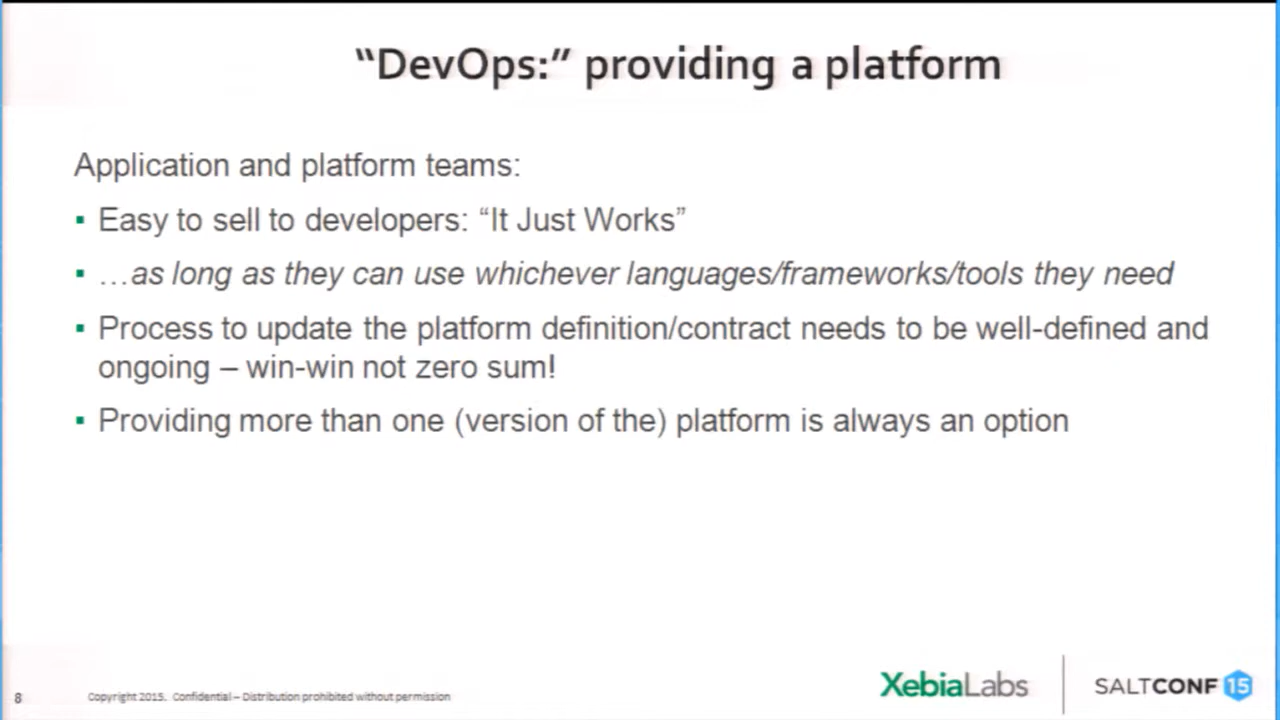 “DevOps:” providing a platform
Application and platform teams:
▪ Easy to sell to developers: “It Just Works”
▪ …as long as they can use whichever languages/frameworks/tools they need
▪ Process to update the platform definition/contract needs to be well-defined and
ongoing – win-win not zero sum!
▪ Providing more than one (version of the) platform is always an option
8
Copyright 2015. Confidential – Distribution prohibited without permission
XebiaLabs
SALTCONF 15